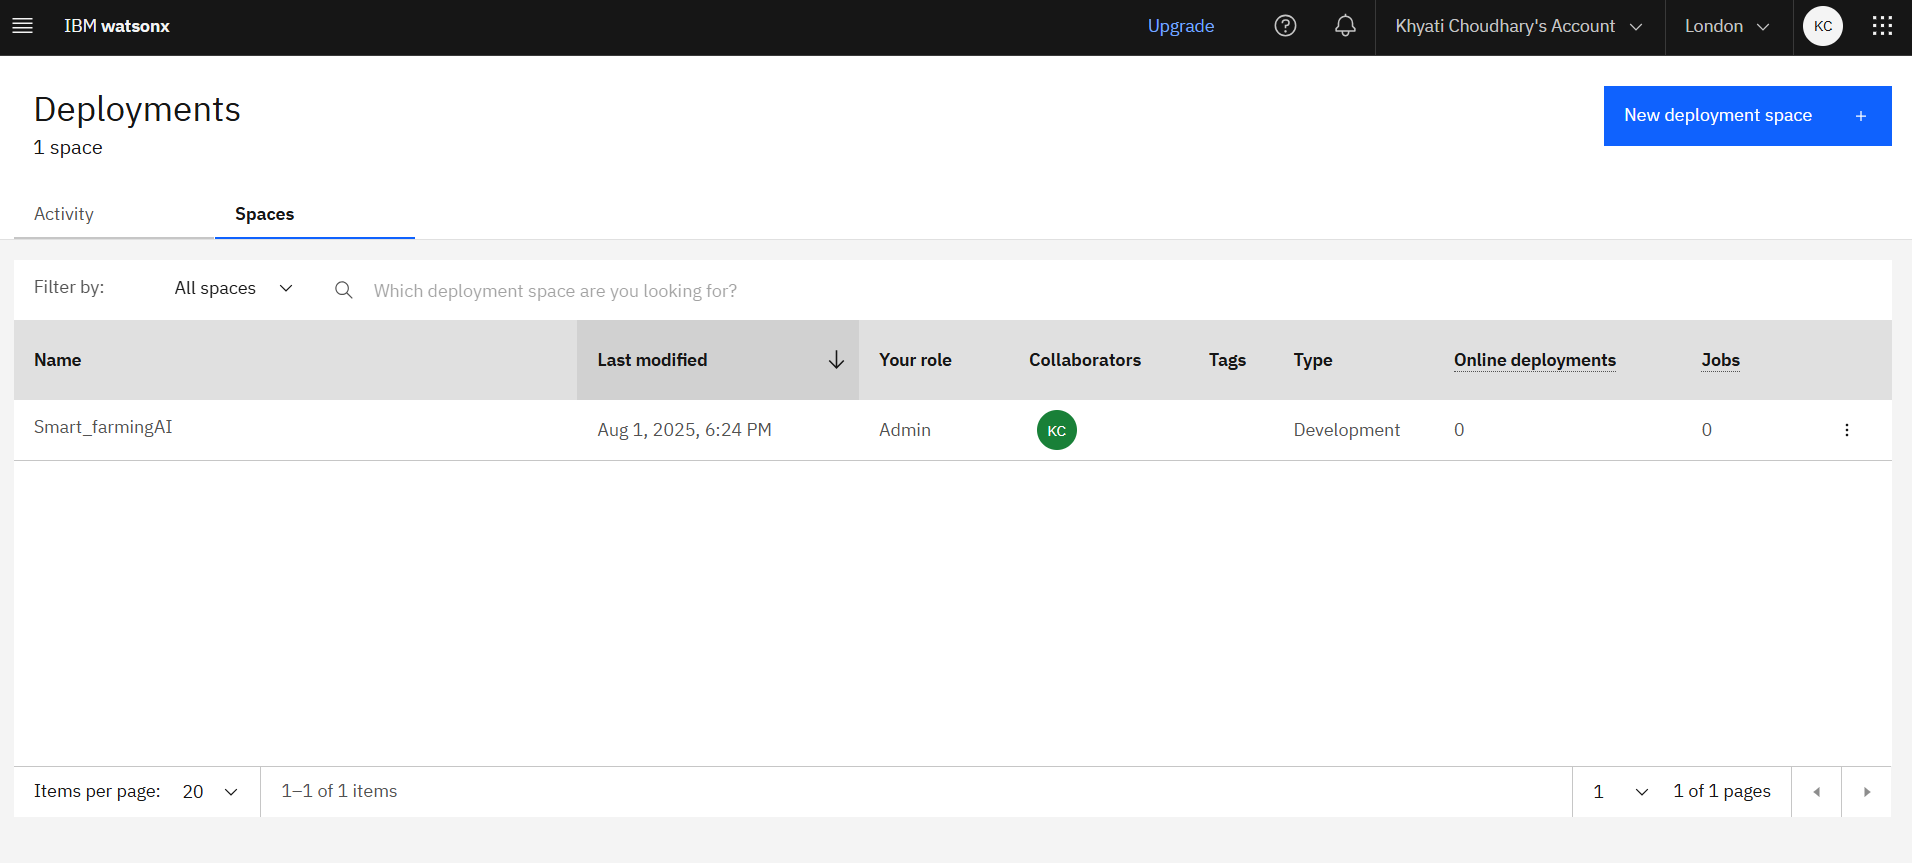 IBM watsonx
Upgrade
Khyati Choudhary's Account
London
KC
Deployments
1 space
New deployment space +
Activity
Spaces
Filter by:
All spaces
Which deployment space are you looking for?
Name
Last modified
Your role
Collaborators
Tags
Type
Online deployments
Jobs
Smart_farmingAI
Aug 1, 2025, 6:24 PM
Admin
KC
Development
0
0
Items per page: 20
1–1 of 1 items
1
1 of 1 pages